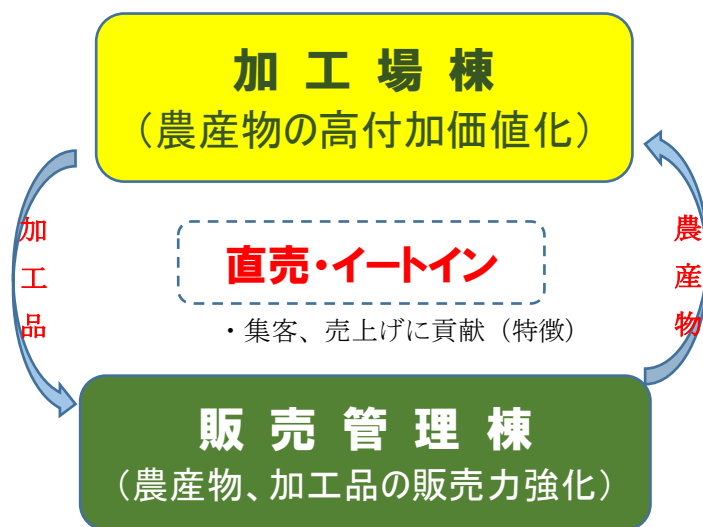 加工場棟
（農産物の高付加価値化）
加工品
農産物
直売・イートイン
・集客、売上げに貢献（特徴）
販売管理棟
（農産物、加工品の販売力強化）